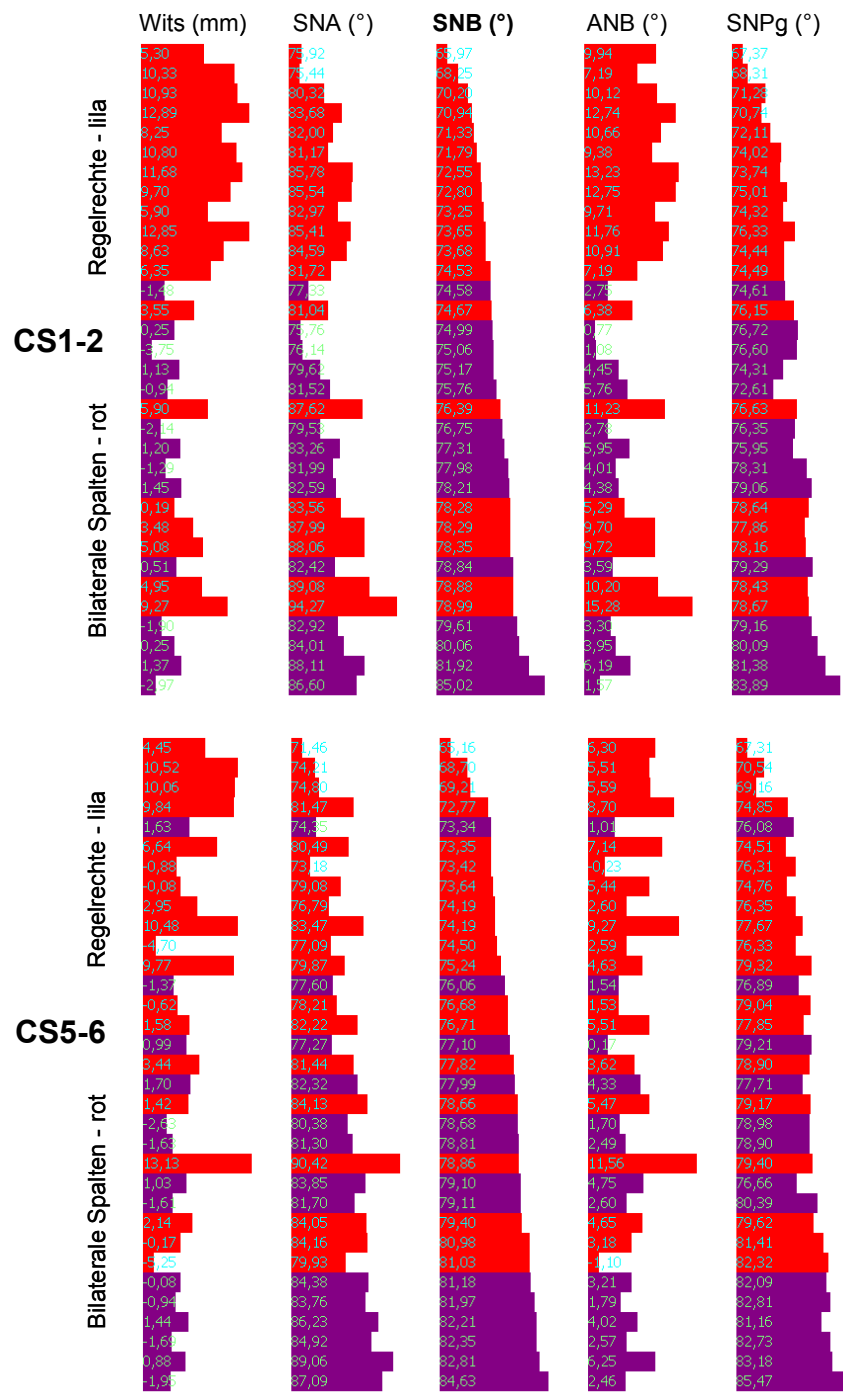 Wits (mm) SNA (°) SNB (°) ANB (°) SNPg (°)
Regelrechte - lila
CS1-2
Bilaterale Spalten - rot
5,30 75,92 65,97 9,94 67,37
10,33 75,44 68,25 7,19 68,31
10,93 80,32 70,20 10,12 71,28
12,89 83,68 70,94 12,74 70,74
8,25 82,00 71,33 10,66 72,11
10,80 81,17 71,79 9,38 74,02
11,68 85,78 72,55 13,23 73,74
9,70 85,54 72,80 12,75 75,01
5,90 82,97 73,25 9,71 74,32
12,85 85,41 73,65 11,76 76,33
8,63 84,59 73,68 10,91 74,44
6,35 81,72 74,53 7,19 74,49
-1,48 77,33 74,58 2,75 74,61
3,55 81,04 74,67 6,38 76,15
0,25 75,76 74,99 0,77 76,72
-3,75 76,14 75,06 1,08 76,60
1,13 79,62 75,17 4,45 74,31
-0,94 81,52 75,76 5,76 72,61
5,90 87,62 76,39 11,23 76,63
-2,14 79,53 76,75 2,78 76,35
1,20 83,26 77,31 5,95 75,95
-1,29 81,99 77,98 4,01 78,31
1,45 82,59 78,21 4,38 79,06
0,19 83,56 78,28 5,29 78,64
3,48 87,99 78,29 9,70 77,86
5,08 88,06 78,35 9,72 78,16
0,51 82,42 78,84 3,59 79,29
4,95 89,08 78,88 10,20 78,43
9,27 94,27 78,99 15,28 78,67
-1,90 82,92 79,61 3,30 79,16
0,25 84,01 80,06 3,95 80,09
1,37 88,11 81,92 6,19 81,38
-2,97 86,60 85,02 1,57 83,89
Regelrechte - lila
CS5-6
Bilaterale Spalten - rot
4,45 71,46 65,16 6,30 67,31
10,52 74,21 68,70 5,51 70,54
10,06 74,80 69,21 5,59 69,16
9,84 81,47 72,77 8,70 74,85
1,63 74,35 73,34 1,01 76,08
6,64 80,49 73,35 7,14 74,51
-0,88 73,18 73,42 -0,23 76,31
-0,08 79,08 73,64 5,44 74,76
2,95 76,79 74,19 2,60 76,35
10,48 83,47 74,19 9,27 77,67
-4,70 77,09 74,50 2,59 76,33
9,77 79,87 75,24 4,63 79,32
-1,37 77,60 76,06 1,54 76,89
-0,62 78,21 76,68 1,53 79,04
1,58 82,22 76,71 5,51 77,85
0,99 77,27 77,10 0,17 79,21
3,44 81,44 77,82 3,62 78,90
1,70 82,32 77,99 4,33 77,71
1,42 84,13 78,66 5,47 79,17
-2,63 80,38 78,68 1,70 78,98
-1,63 81,30 78,81 2,49 78,90
13,13 90,42 78,86 11,56 79,40
1,03 83,85 79,10 4,75 76,66
-1,61 81,70 79,11 2,60 80,39
2,14 84,05 79,40 4,65 79,62
-0,17 84,16 80,98 3,18 81,41
-5,25 79,93 81,03 -1,10 82,32
-0,08 84,38 81,18 3,21 82,09
-0,94 83,76 81,97 1,79 82,81
1,44 86,23 82,21 4,02 81,16
-1,69 84,92 82,35 2,57 82,73
0,88 89,06 82,81 6,25 83,18
-1,95 87,09 84,63 2,46 85,47